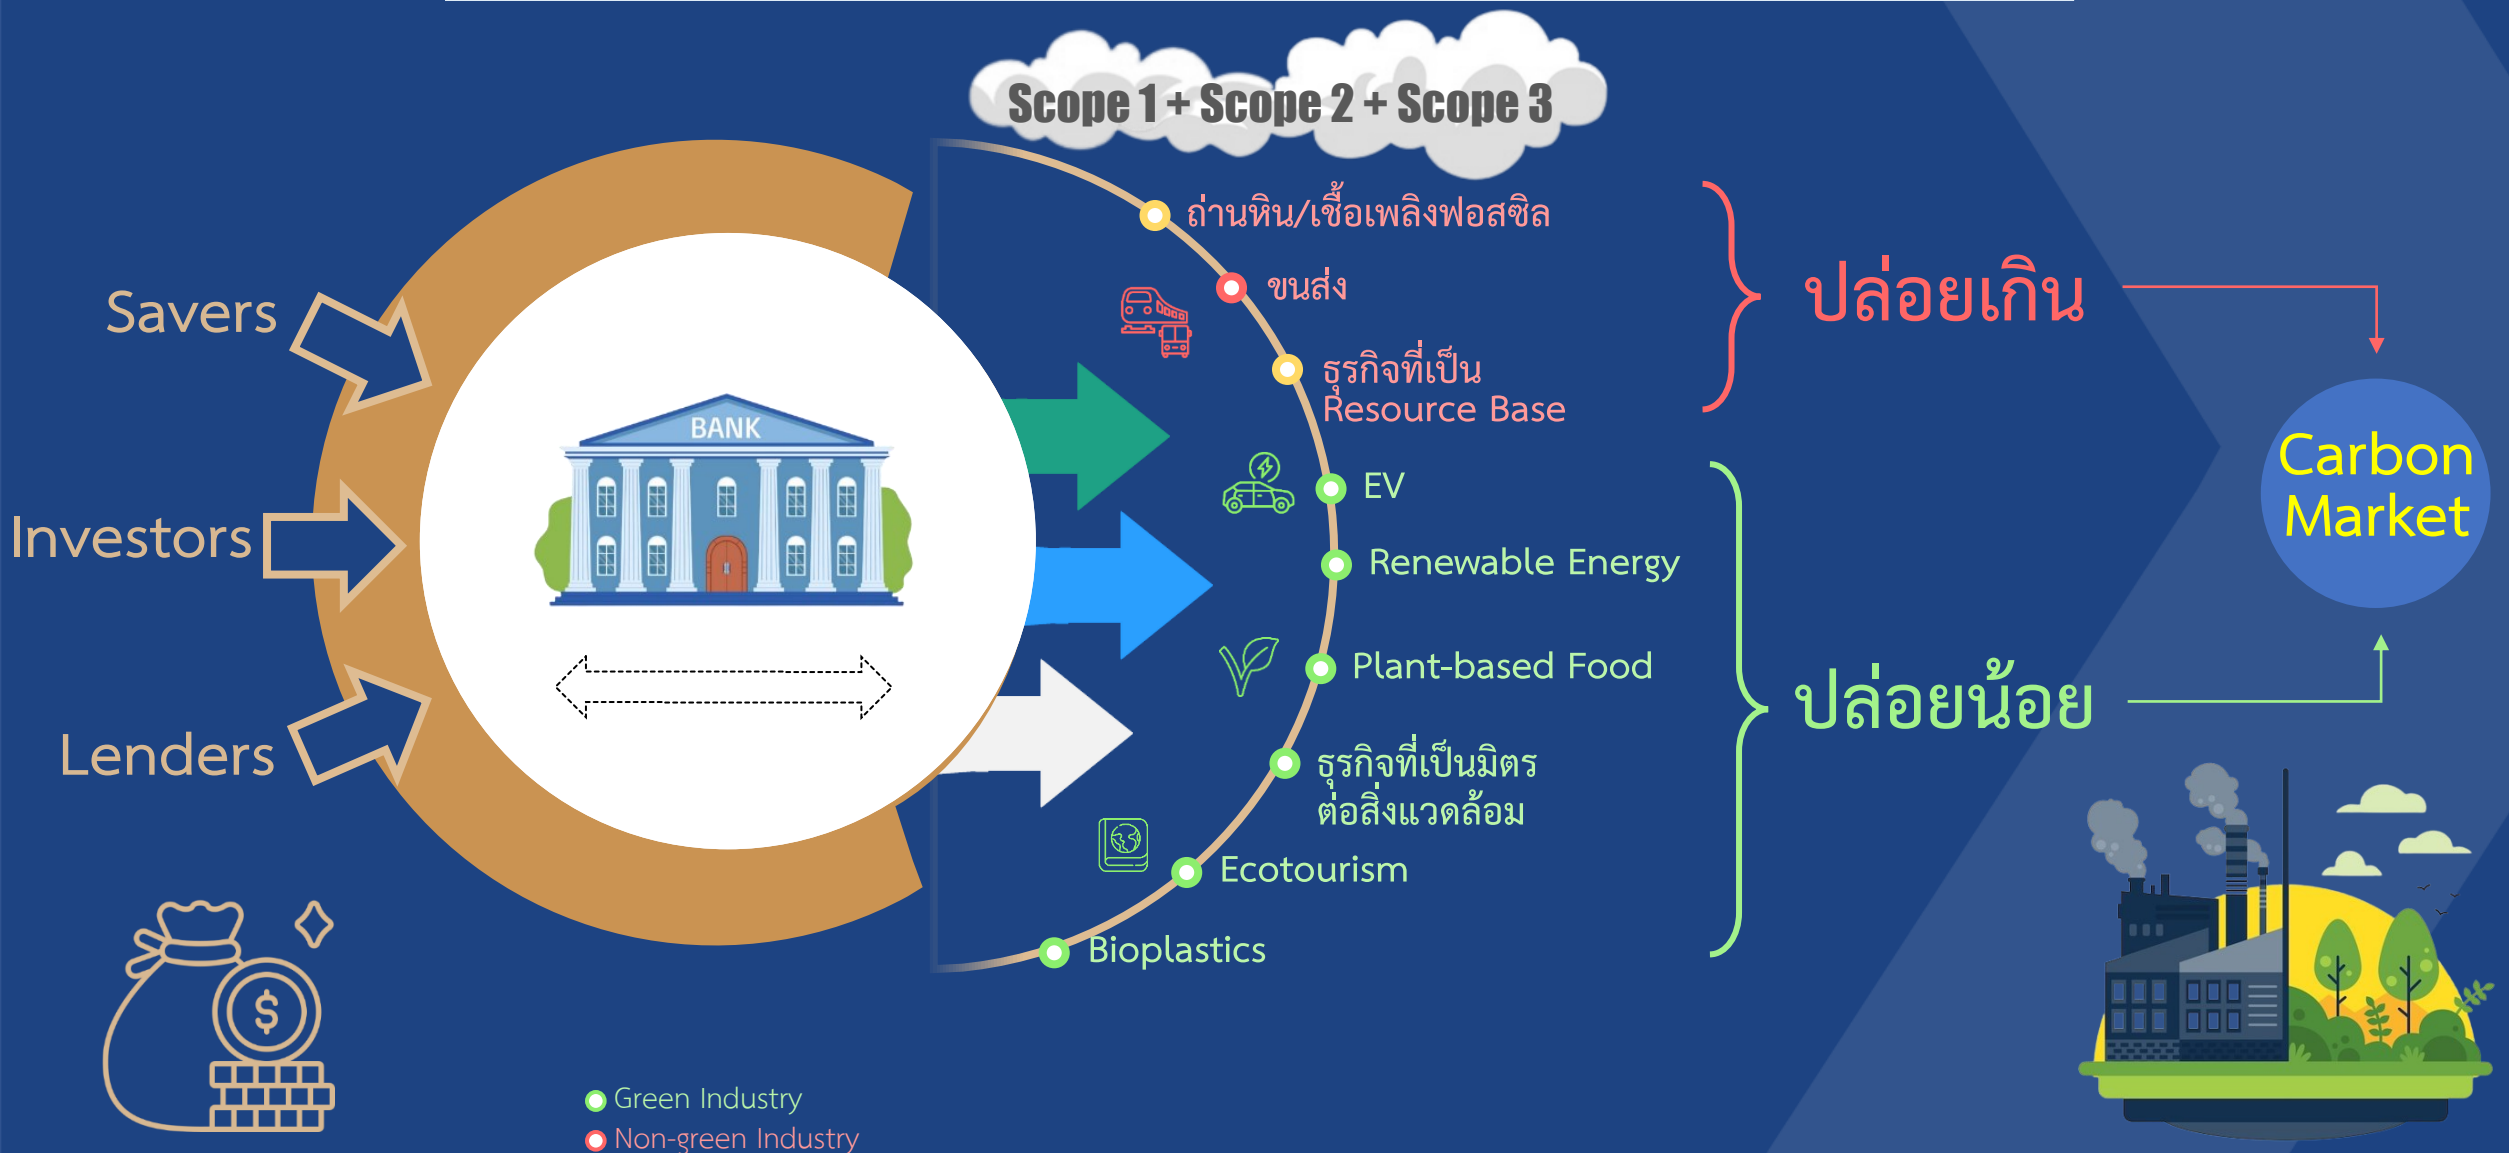 Scope 1 + Scope 2 + Scope 3
Savers
Investors
Lenders
BANK
ถ่านหิน/เชื้อเพลิงฟอสซิล
ขนส่ง
ธุรกิจที่เป็น
Resource Base
EV
Renewable Energy
Plant-based Food
ธุรกิจที่เป็นมิตร
ต่อสิ่งแวดล้อม
Ecotourism
Bioplastics
ปล่อยเกิน
ปล่อยน้อย
Carbon
Market
$
Green Industry
Non-green Industry